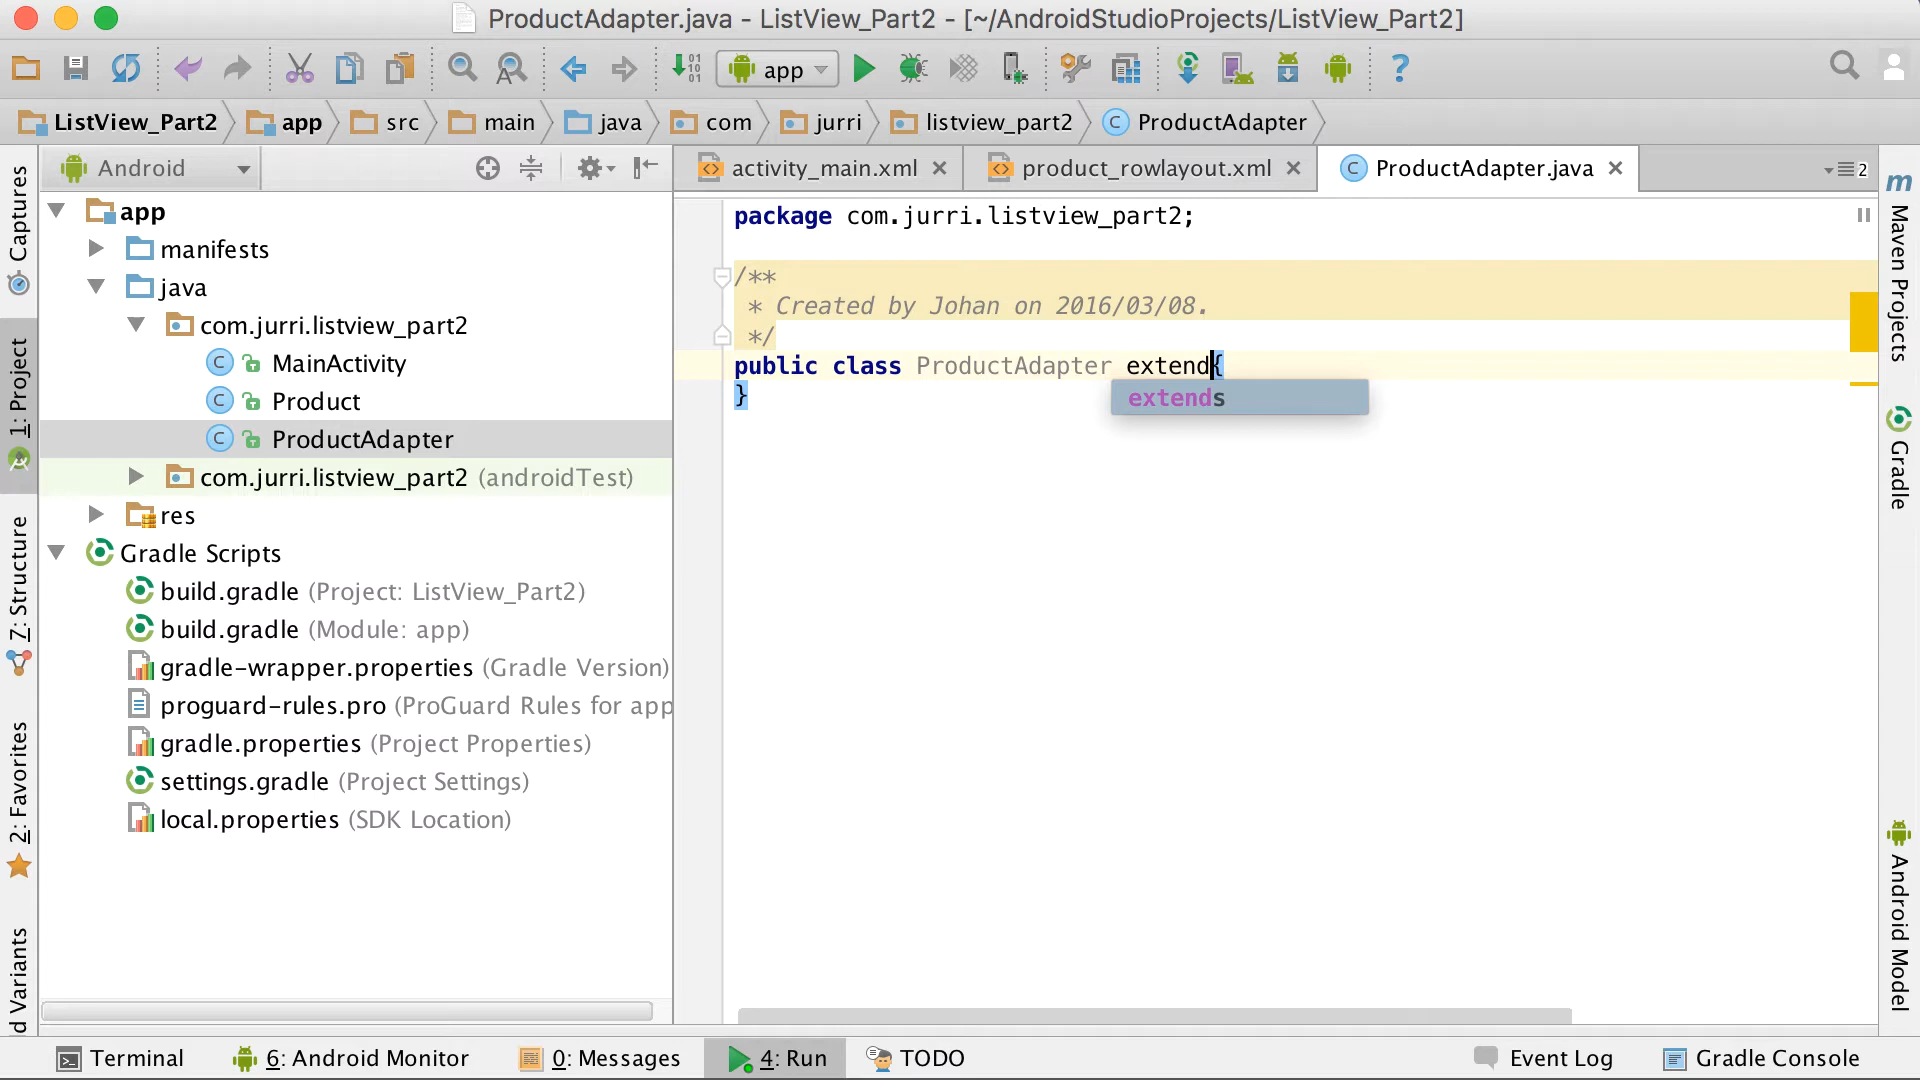 ProductAdapter.java - ListView_Part2 - [~/AndroidStudioProjects/ListView_Part2]
app
ListView_Part2 app src main java com jurri listview_part2 ProductAdapter
Android
activity_main.xml product_rowlayout.xml ProductAdapter.java 2
app
manifests
java
com.jurri.listview_part2
MainActivity
Product
ProductAdapter
com.jurri.listview_part2 (androidTest)
res
Gradle Scripts
build.gradle (Project: ListView_Part2)
build.gradle (Module: app)
gradle-wrapper.properties (Gradle Version)
proguard-rules.pro (ProGuard Rules for app
gradle.properties (Project Properties)
settings.gradle (Project Settings)
local.properties (SDK Location)
package com.jurri.listview_part2;
/**
* Created by Johan on 2016/03/08.
*/
public class ProductAdapter extend{
}
extends
Captures
1: Project
7: Structure
2: Favorites
d Variants
Maven Projects
Gradle
Android Model
Terminal 6: Android Monitor 0: Messages 4: Run TODO Event Log Gradle Console